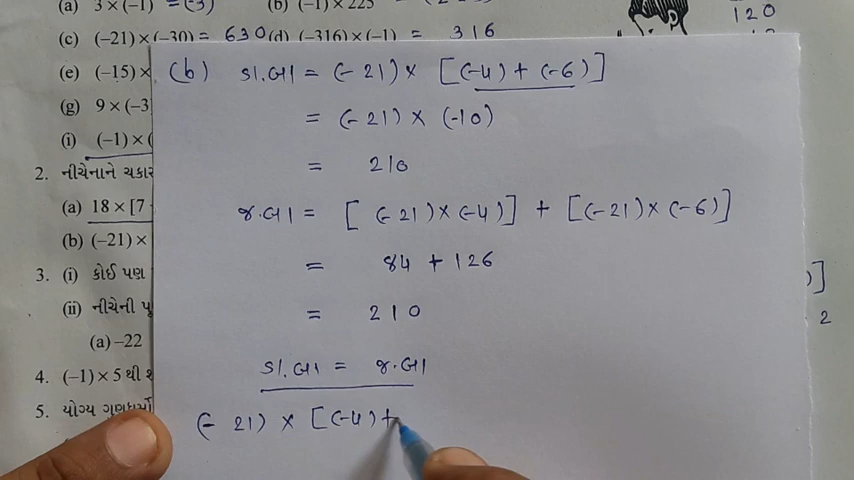 (a) 3 × (–1) = (-3) (b) (–1) × 225
120
(c) (–21) × (–30) = 630 (d) (–316) × (–1) = 316
(e) (–15) ×
(g) 9 × (–3
(i) (–1) × (
2. નીચેનાને ચકાસ
(a) 18 × [7
(b) (–21) ×
3. (i) કોઈ પણ
(ii) નીચેની પૂ
(a) –22
4. (–1) × 5 થી શ
5. યોગ્ય ગુણધર્મો
(b) ડા.બા = (-21) × [(-4) + (-6)]
= (-21) × (-10)
= 210
જ.બા = [(-21) × (-4)] + [(-21) × (-6)]
= 84 + 126
= 210
ડા.બા = જ.બા
(- 21) × [(-4) +
)]
2